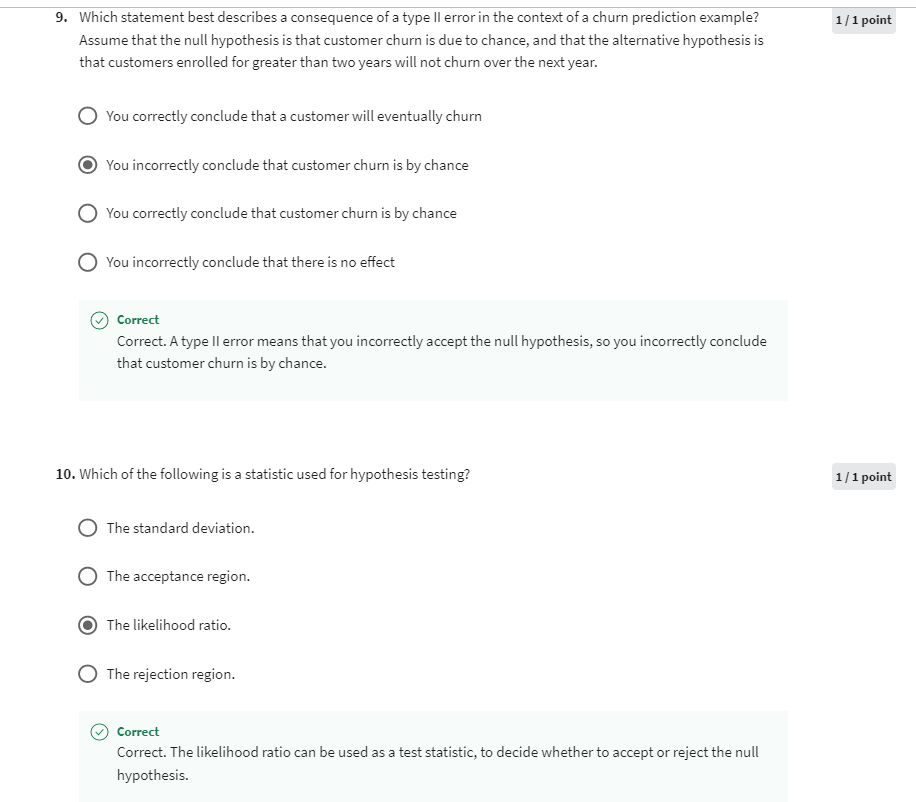 9. Which statement best describes a consequence of a type II error in the context of a churn prediction example?
1 / 1 point
Assume that the null hypothesis is that customer churn is due to chance, and that the alternative hypothesis is
that customers enrolled for greater than two years will not churn over the next year.
You correctly conclude that a customer will eventually churn
You incorrectly conclude that customer churn is by chance
You correctly conclude that customer churn is by chance
You incorrectly conclude that there is no effect
Correct
Correct. A type II error means that you incorrectly accept the null hypothesis, so you incorrectly conclude
that customer churn is by chance.
10. Which of the following is a statistic used for hypothesis testing?
1 / 1 point
The standard deviation.
The acceptance region.
The likelihood ratio.
The rejection region.
Correct
Correct. The likelihood ratio can be used as a test statistic, to decide whether to accept or reject the null
hypothesis.